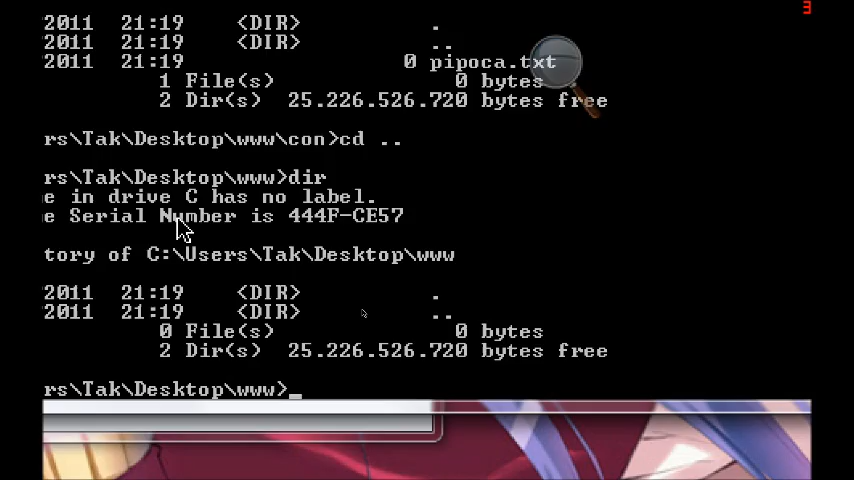 3
2011 21:19 <DIR> .
2011 21:19 <DIR> ..
2011 21:19 0 pipoca.txt
1 File(s) 0 bytes
2 Dir(s) 25.226.526.720 bytes free
rs\Tak\Desktop\www\con>cd ..
rs\Tak\Desktop\www>dir
e in drive C has no label.
e Serial Number is 444F-CE57
tory of C:\Users\Tak\Desktop\www
2011 21:19 <DIR> .
2011 21:19 <DIR> ..
0 File(s) 0 bytes
2 Dir(s) 25.226.526.720 bytes free
rs\Tak\Desktop\www>_